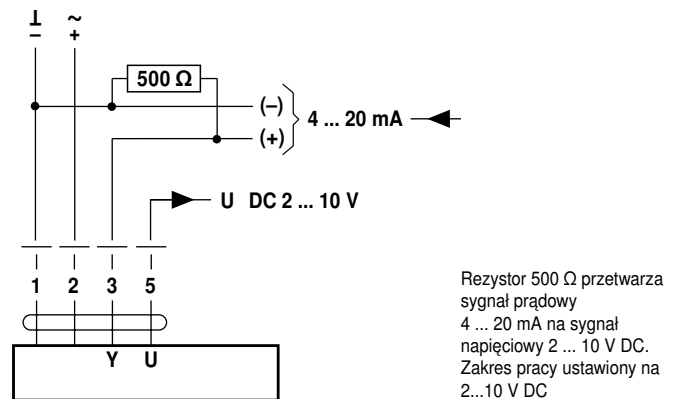 ⊥ ~
– +
500 Ω
(–)
(+)
4 ... 20 mA
U DC 2 ... 10 V
1 2 3 5
Y U
Rezystor 500 Ω przetwarza
sygnał prądowy
4 ... 20 mA na sygnał
napięciowy 2 ... 10 V DC.
Zakres pracy ustawiony na
2...10 V DC